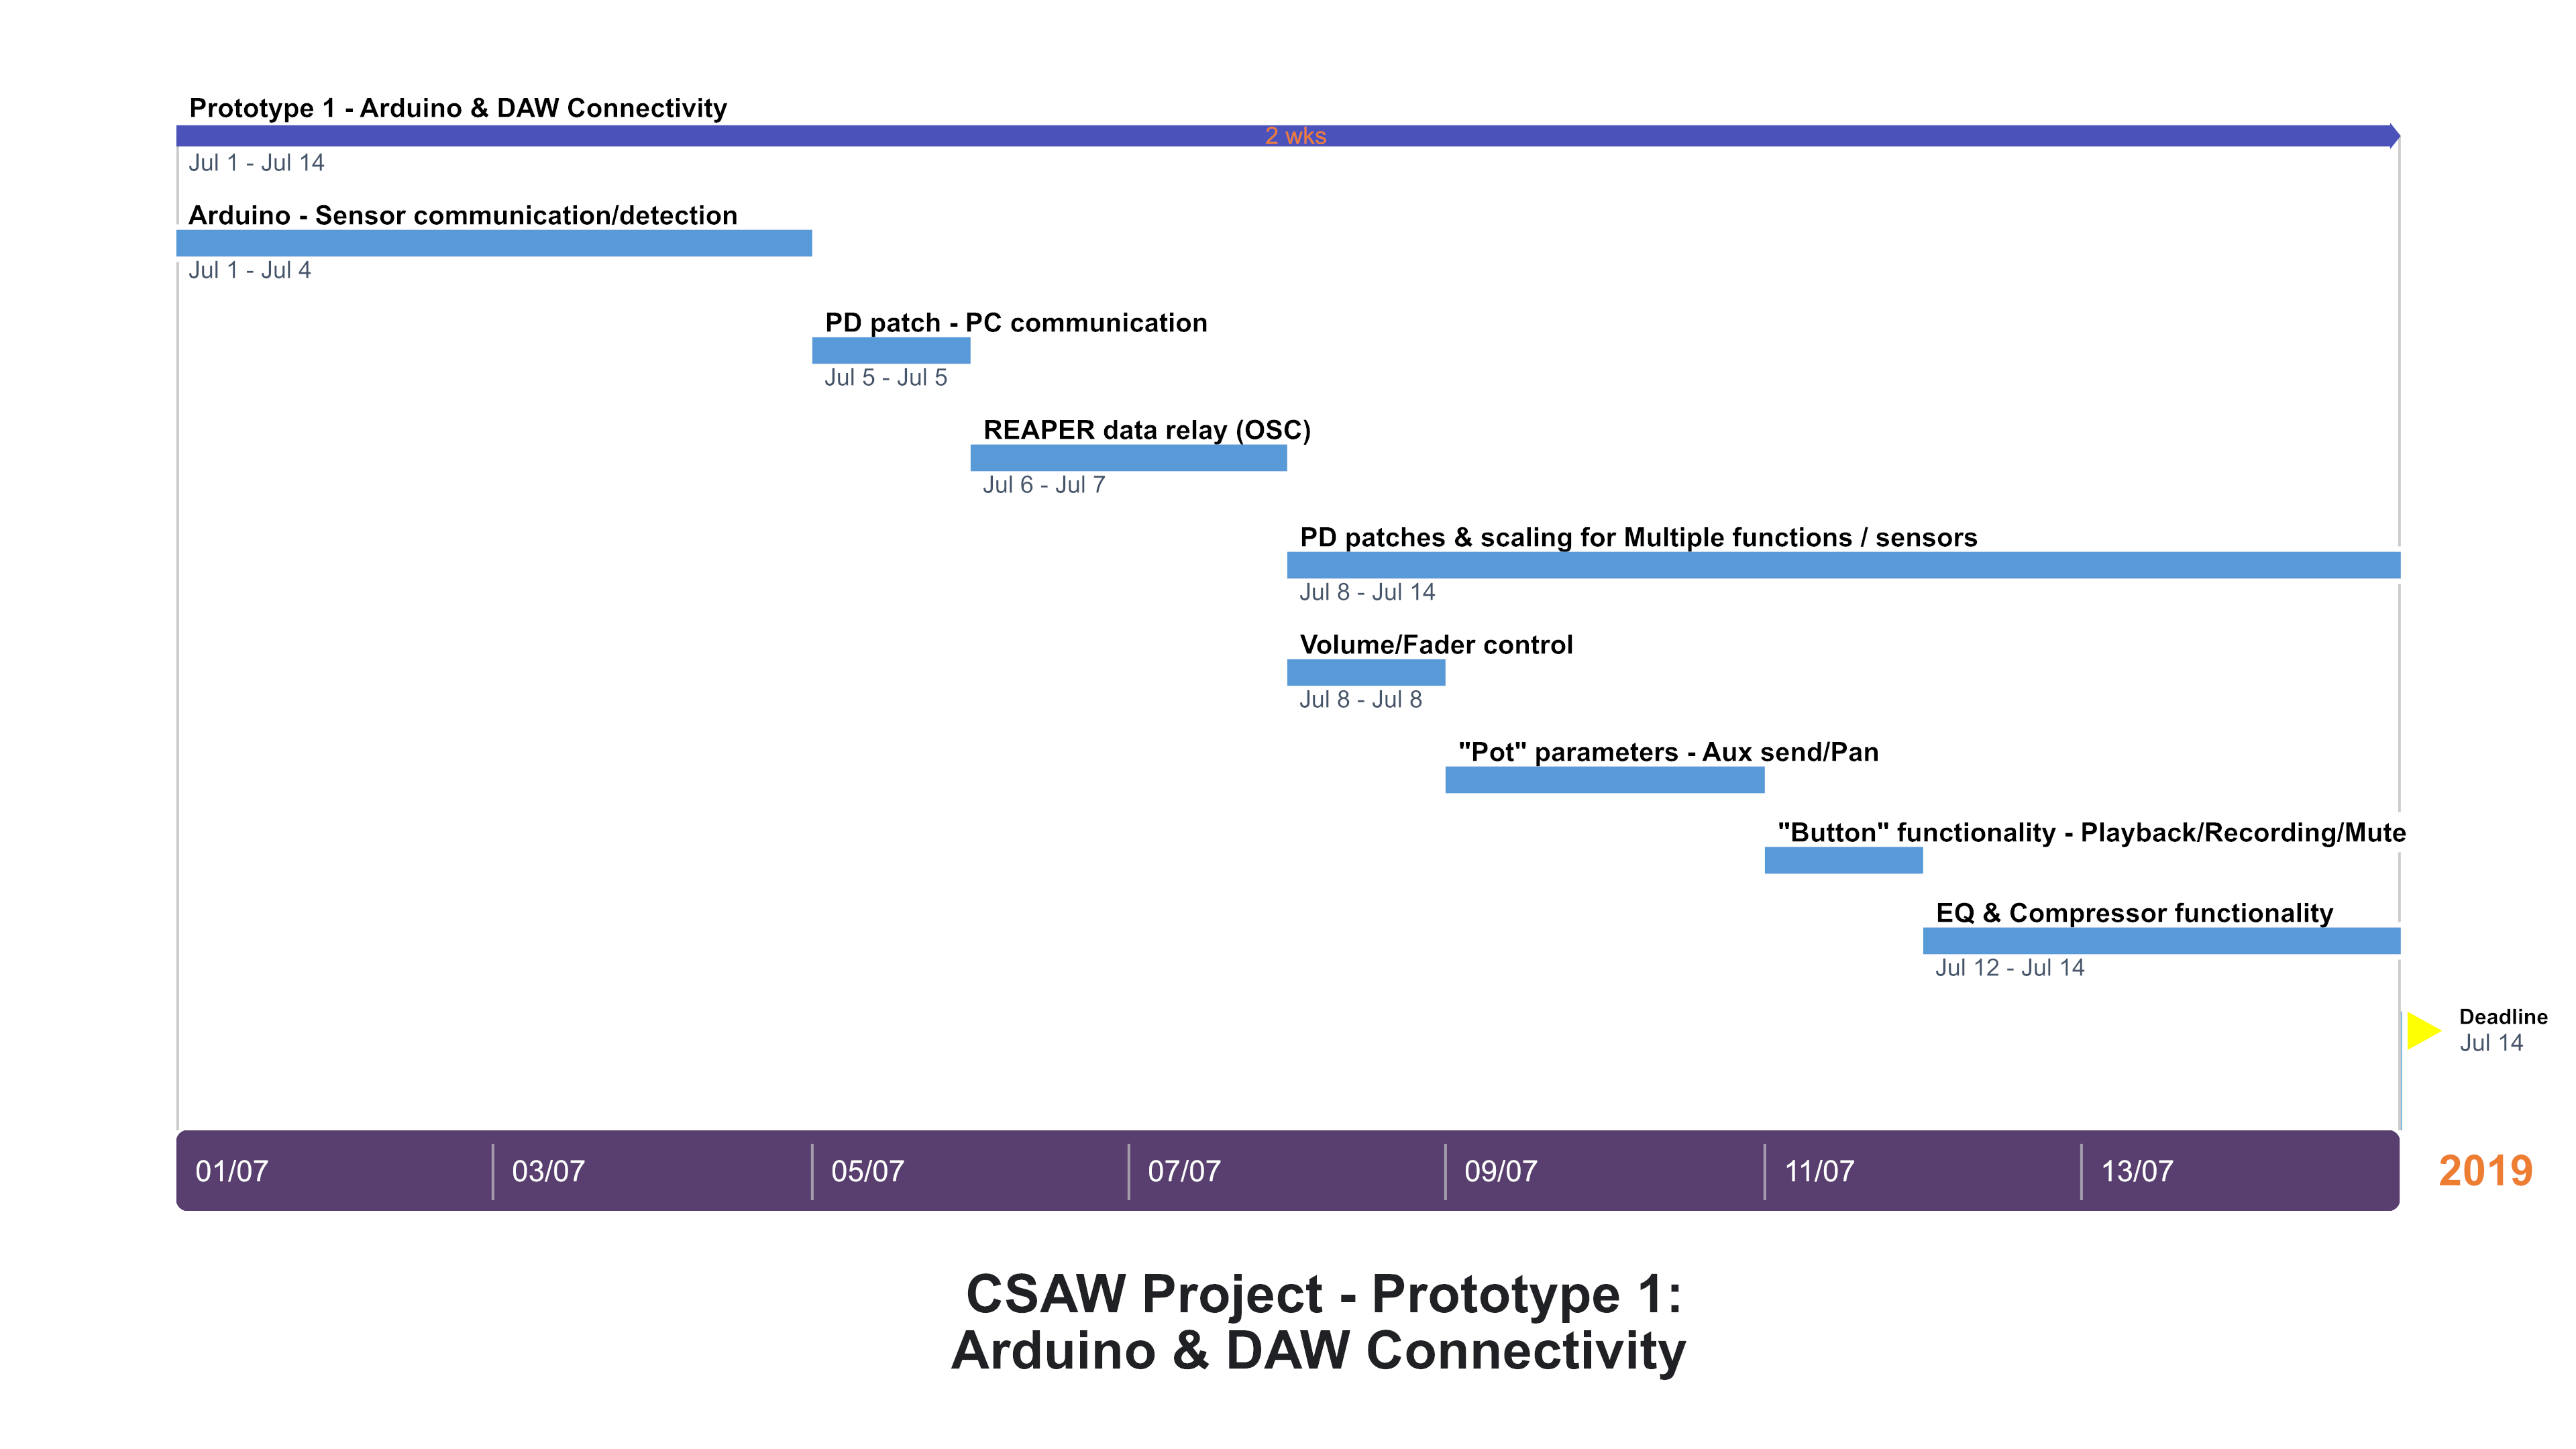 Prototype 1 - Arduino & DAW Connectivity
2 wks
Jul 1 - Jul 14
Arduino - Sensor communication/detection
Jul 1 - Jul 4
PD patch - PC communication
Jul 5 - Jul 5
REAPER data relay (OSC)
Jul 6 - Jul 7
PD patches & scaling for Multiple functions / sensors
Jul 8 - Jul 14
Volume/Fader control
Jul 8 - Jul 8
"Pot" parameters - Aux send/Pan
"Button" functionality - Playback/Recording/Mute
EQ & Compressor functionality
Jul 12 - Jul 14
Deadline
Jul 14
01/07 03/07 05/07 07/07 09/07 11/07 13/07 2019
CSAW Project - Prototype 1:
Arduino & DAW Connectivity